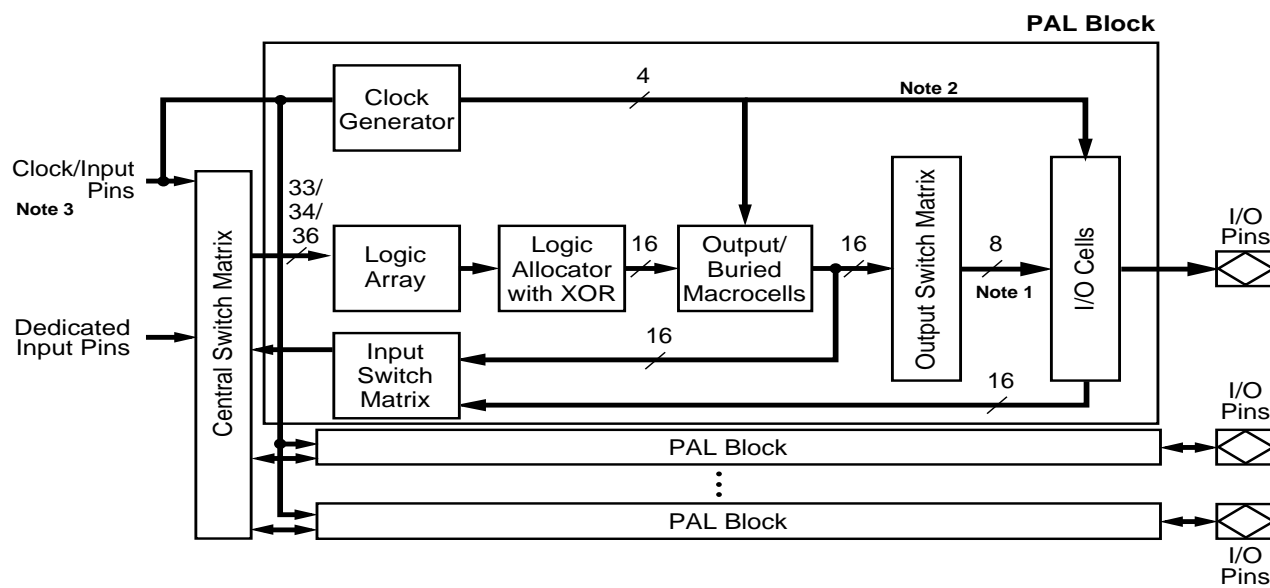 PAL Block
4
Clock
Generator
Note 2
Clock/Input
Pins
Note 3
33/
34/
36
Central Switch Matrix
Logic
Array
Logic
Allocator
with XOR
16
Output/
Buried
Macrocells
16
Output Switch Matrix
8
Note 1
I/O Cells
I/O
Pins
Dedicated
Input Pins
Input
Switch
Matrix
16
16
I/O
Pins
PAL Block
PAL Block
I/O
Pins